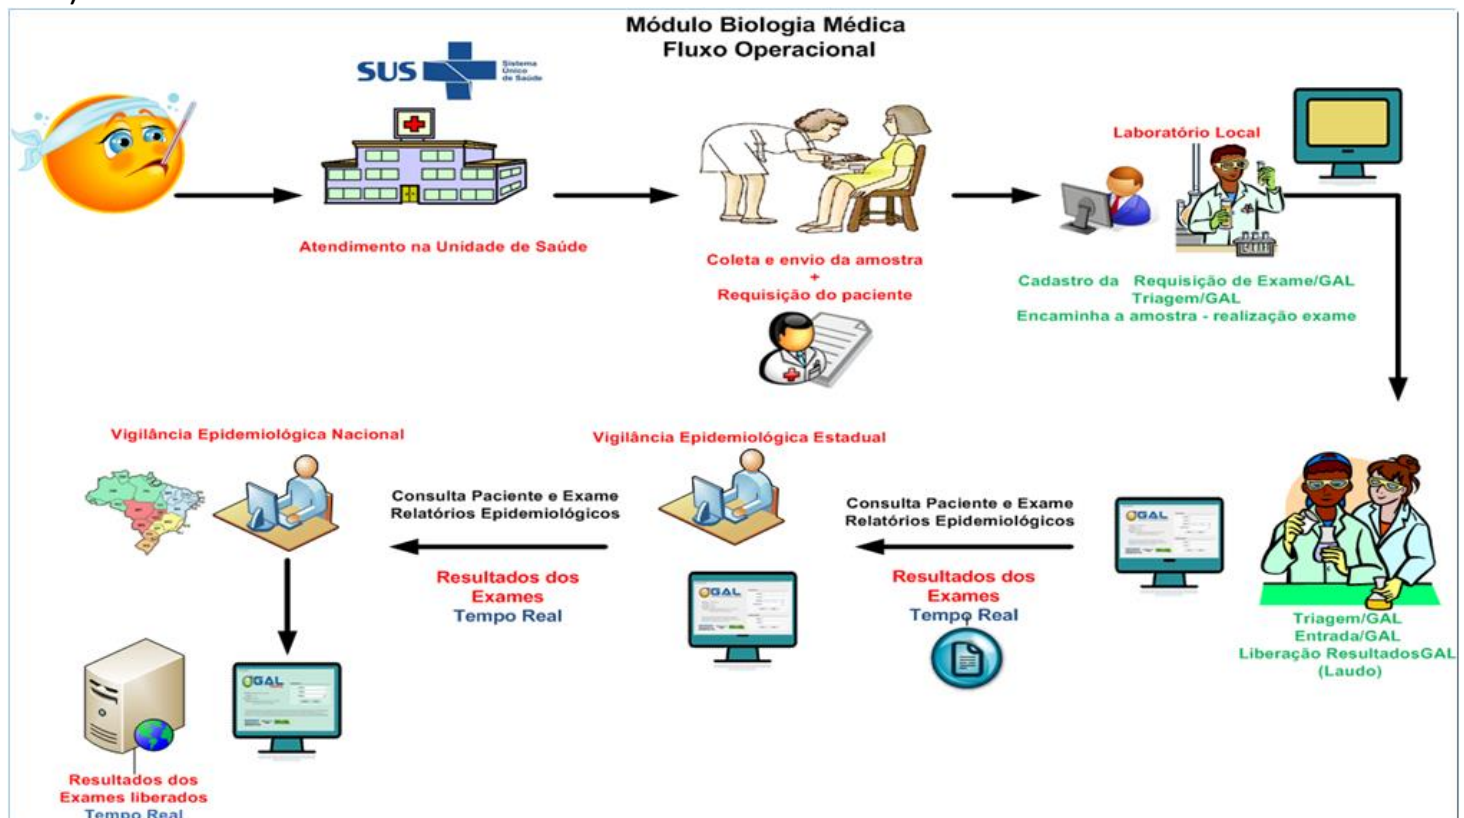 Módulo Biologia Médica
Fluxo Operacional
SUS
Sistema
Único
de Saúde
Laboratório Local
Atendimento na Unidade de Saúde
Coleta e envio da amostra
+
Requisição do paciente
Cadastro da Requisição de Exame/GAL
Triagem/GAL
Encaminha a amostra - realização exame
Vigilância Epidemiológica Nacional
Vigilância Epidemiológica Estadual
Consulta Paciente e Exame
Relatórios Epidemiológicos
Consulta Paciente e Exame
Relatórios Epidemiológicos
GAL
Resultados dos
Exames
Tempo Real
Resultados dos
Exames
Tempo Real
GAL
Triagem/GAL
Entrada/GAL
Liberação ResultadosGAL
(Laudo)
GAL
Resultados dos
Exames liberados
Tempo Real